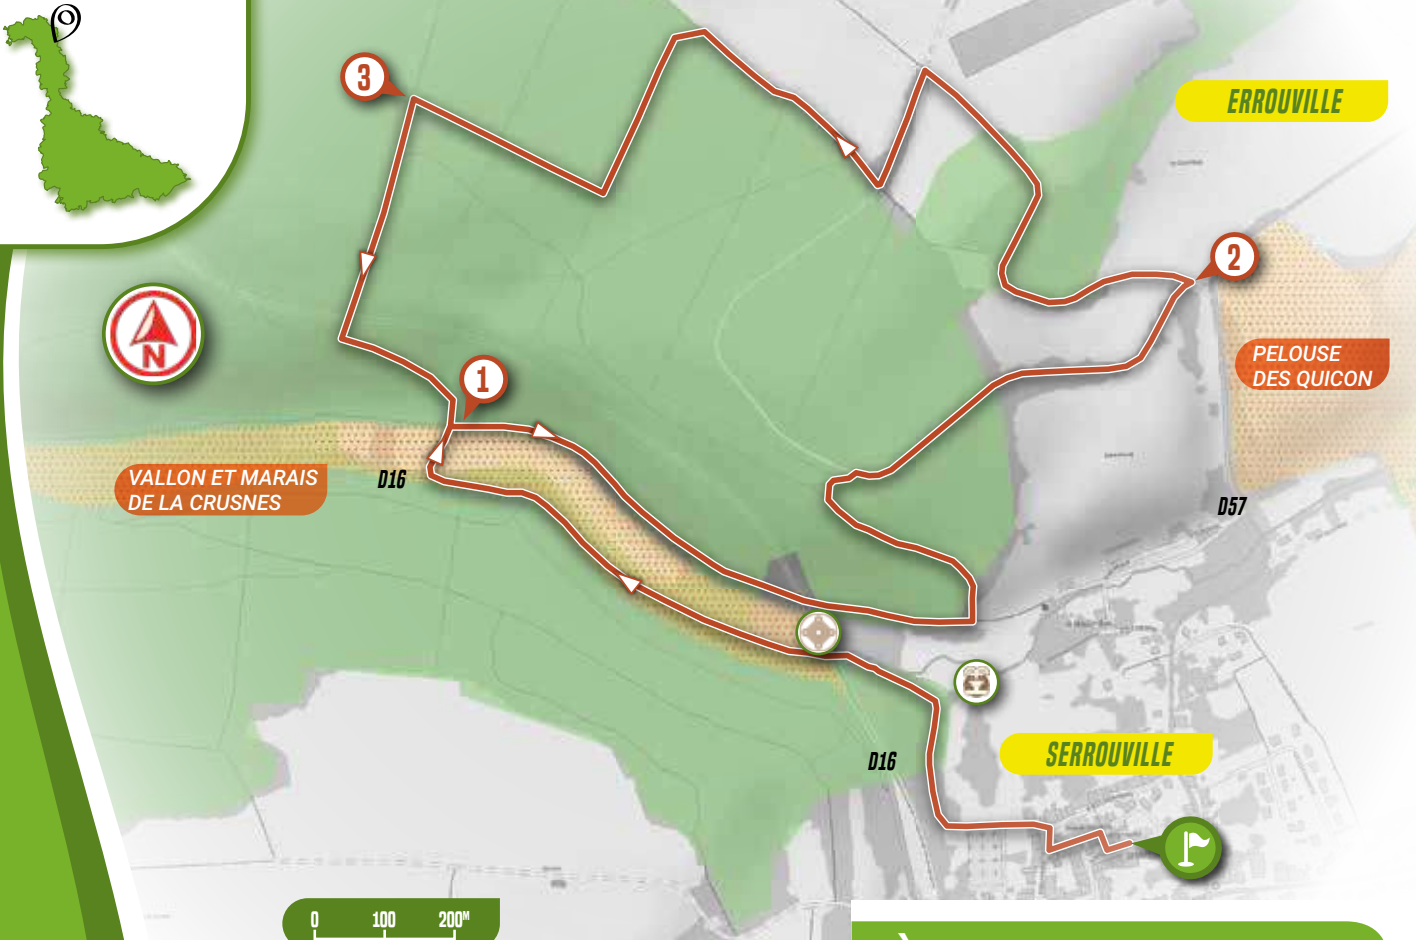 3
ERROUVILLE
2
N
PELOUSE
DES QUICON
1
VALLON ET MARAIS
DE LA CRUSNES
D16
D57
SERROUVILLE
D16
0 100 200M